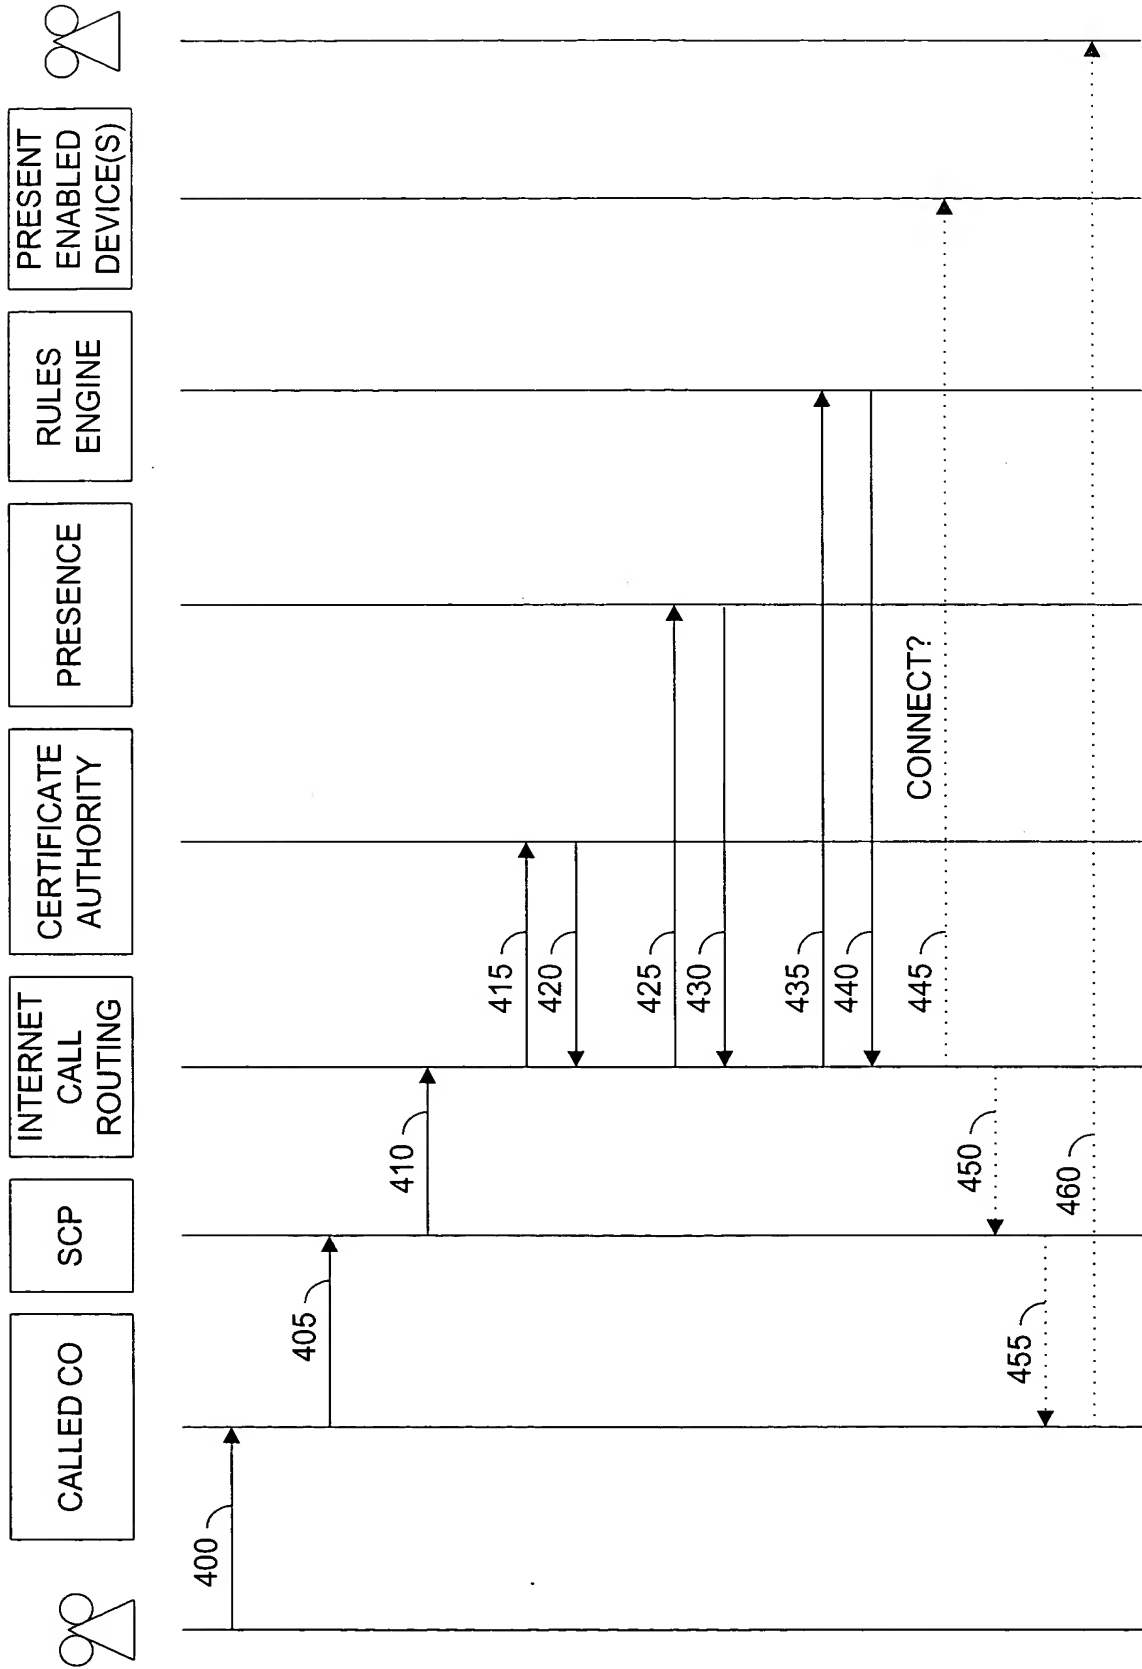 CALLED CO
SCP
INTERNET
CALL
ROUTING
CERTIFICATE
AUTHORITY
PRESENCE
RULES
ENGINE
PRESENT
ENABLED
DEVICE(S)
400
405
410
415
420
425
430
435
440
CONNECT?
445
450
455
460